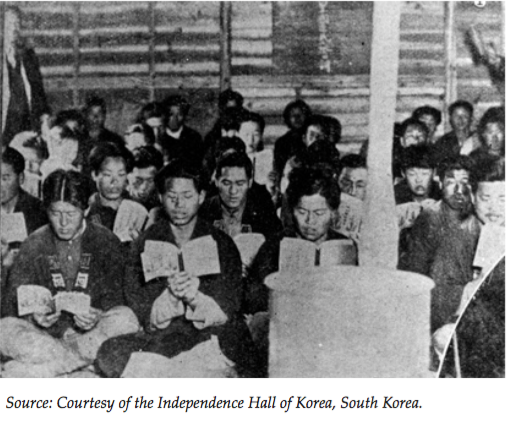 Source: Courtesy of the Independence Hall of Korea, South Korea.